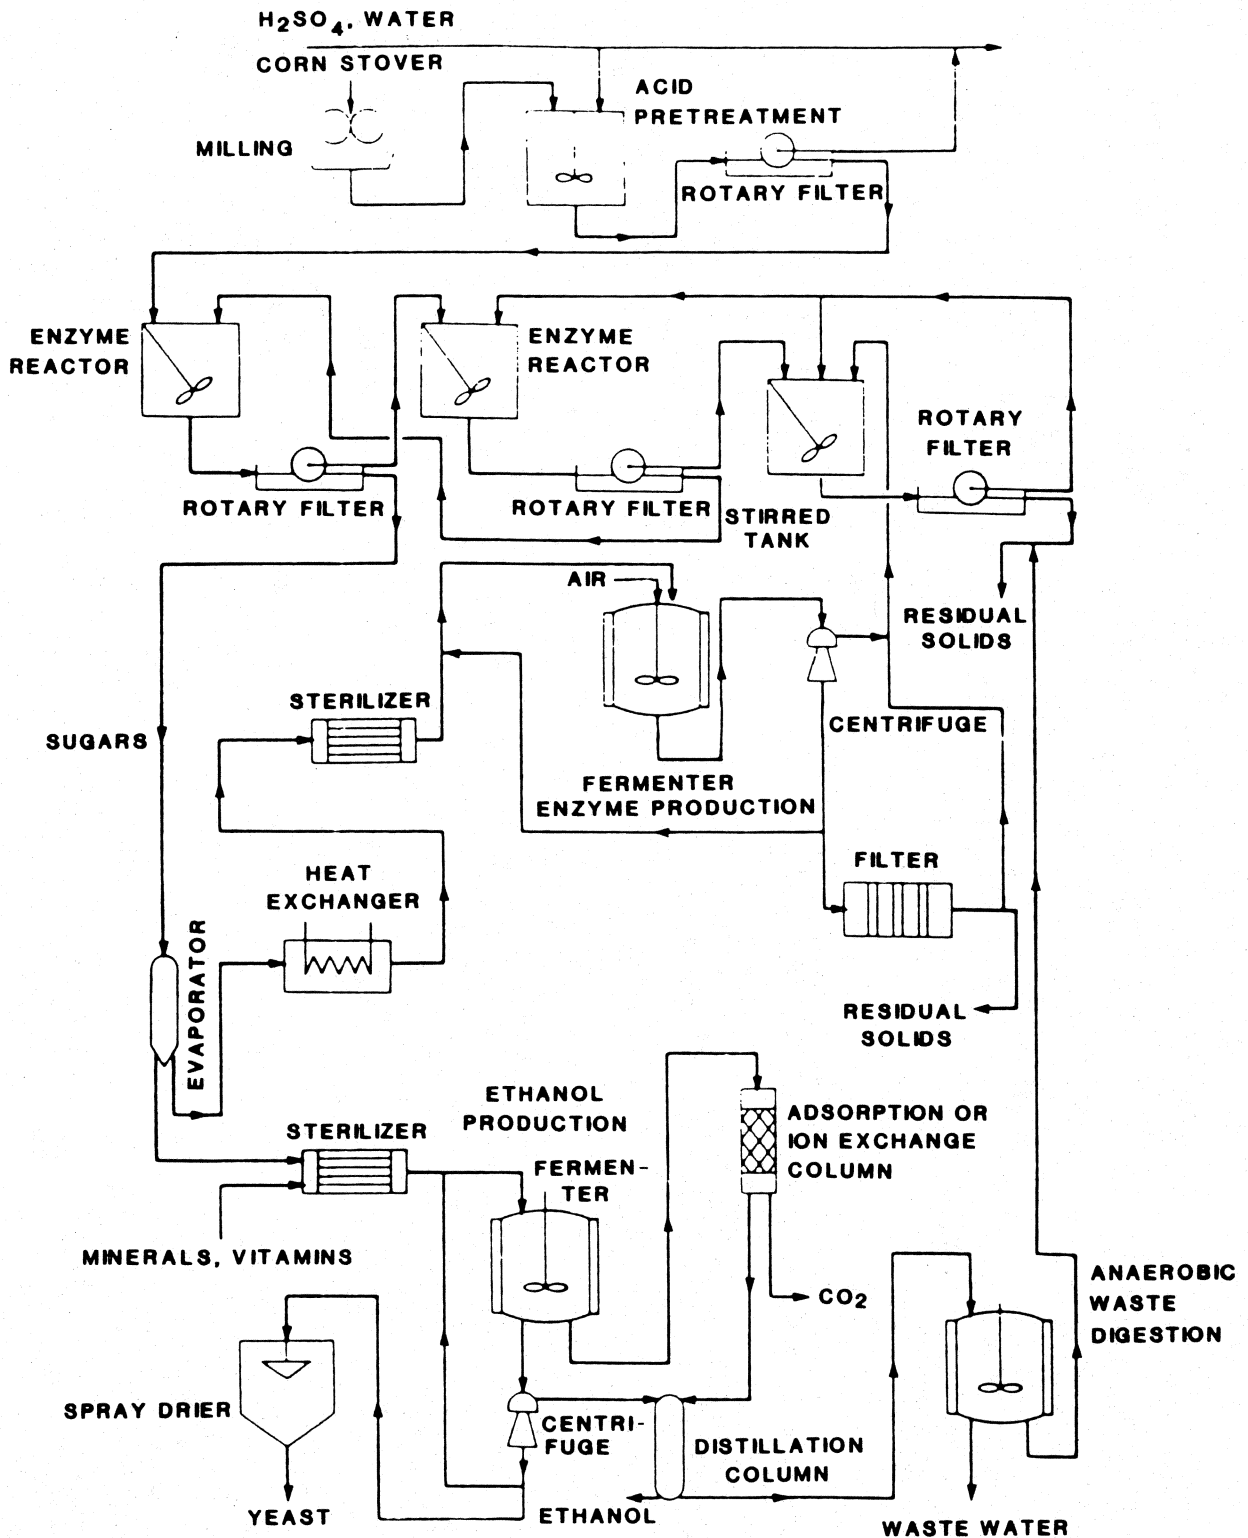 H2SO4, WATER
CORN STOVER
ACID
PRETREATMENT
MILLING
ROTARY FILTER
ENZYME
REACTOR
ENZYME
REACTOR
ROTARY
FILTER
ROTARY FILTER
ROTARY FILTER
STIRRED
TANK
AIR
RESIDUAL
SOLIDS
STERILIZER
SUGARS
CENTRIFUGE
FERMENTER
ENZYME PRODUCTION
HEAT
EXCHANGER
FILTER
EVAPORATOR
RESIDUAL
SOLIDS
ETHANOL
PRODUCTION
ADSORPTION OR
ION EXCHANGE
COLUMN
STERILIZER
FERMEN-
TER
MINERALS, VITAMINS
CO2
ANAEROBIC
WASTE
DIGESTION
SPRAY DRIER
CENTRI-
FUGE
DISTILLATION
COLUMN
YEAST
ETHANOL
WASTE WATER